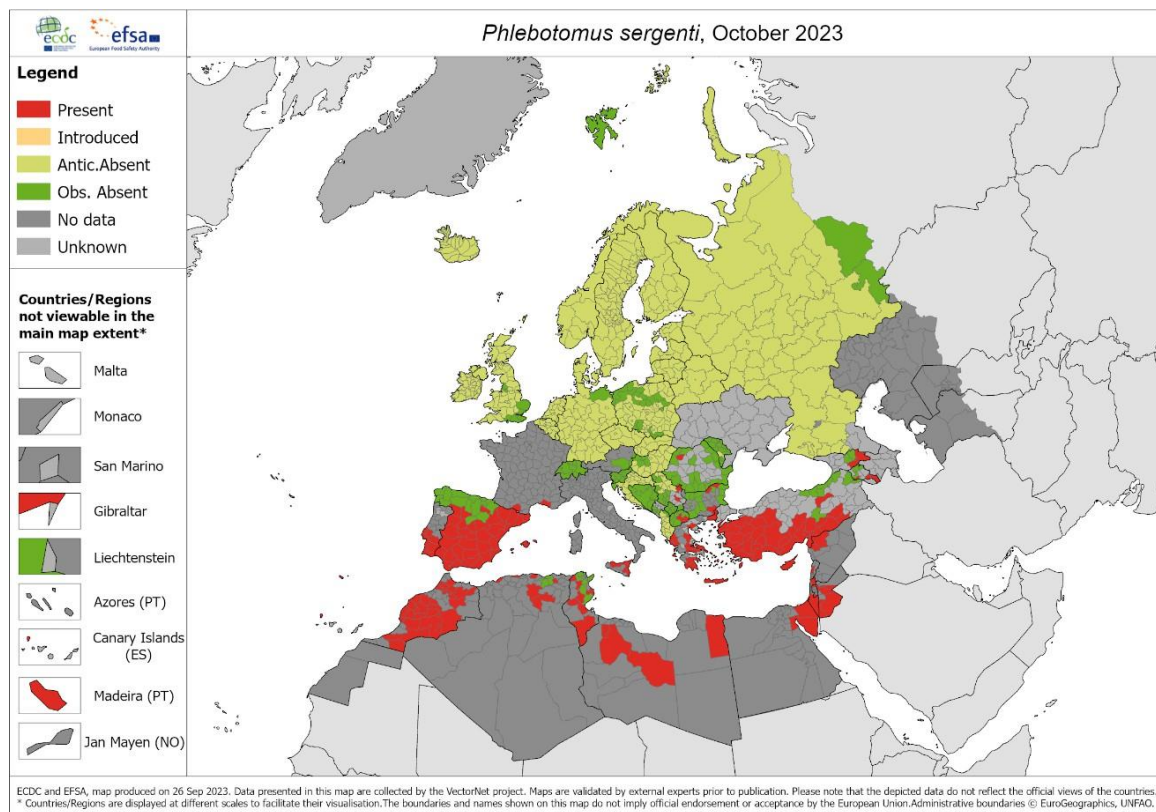 ecdc
efsa
European Food Safety Authority
Phlebotomus sergenti, October 2023
Legend
Present
Introduced
Antic.Absent
Obs. Absent
No data
Unknown
Countries/Regions
not viewable in the
main map extent*
Malta
Monaco
San Marino
Gibraltar
Liechtenstein
Azores (PT)
Canary Islands
(ES)
Madeira (PT)
Jan Mayen (NO)
ECDC and EFSA, map produced on 26 Sep 2023. Data presented in this map are collected by the VectorNet project. Maps are validated by external experts prior to publication. Please note that the depicted data do not reflect the official views of the countries.
* Countries/Regions are displayed at different scales to facilitate their visualisation.The boundaries and names shown on this map do not imply official endorsement or acceptance by the European Union.Administrative boundaries © EuroGeographics, UNFAO.